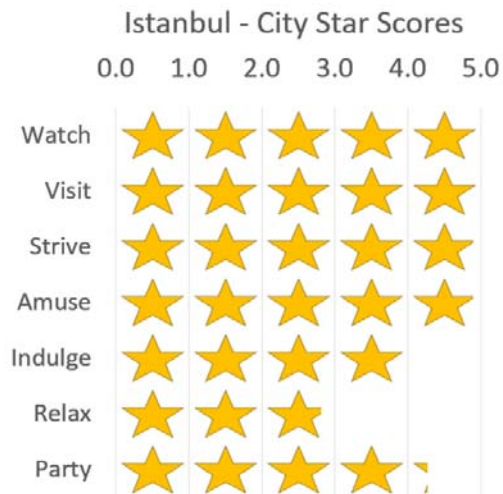 Istanbul - City Star Scores
0.0 1.0 2.0 3.0 4.0 5.0
Watch
Visit
Strive
Amuse
Indulge
Relax
Party